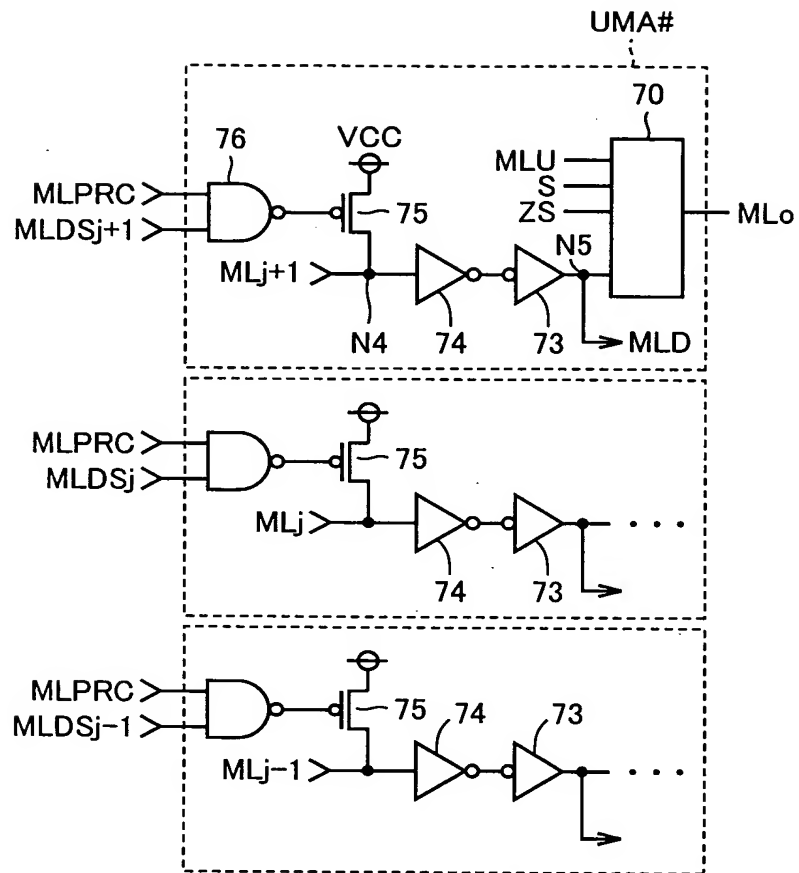 UMA#
70
76
VCC
MLU
S
ZS
MLPRC
MLDSj+1
75
MLo
MLj+1
N5
N4
74
73
MLD
MLPRC
MLDSj
75
MLj
74
73
MLPRC
MLDSj-1
75
74
73
MLj-1